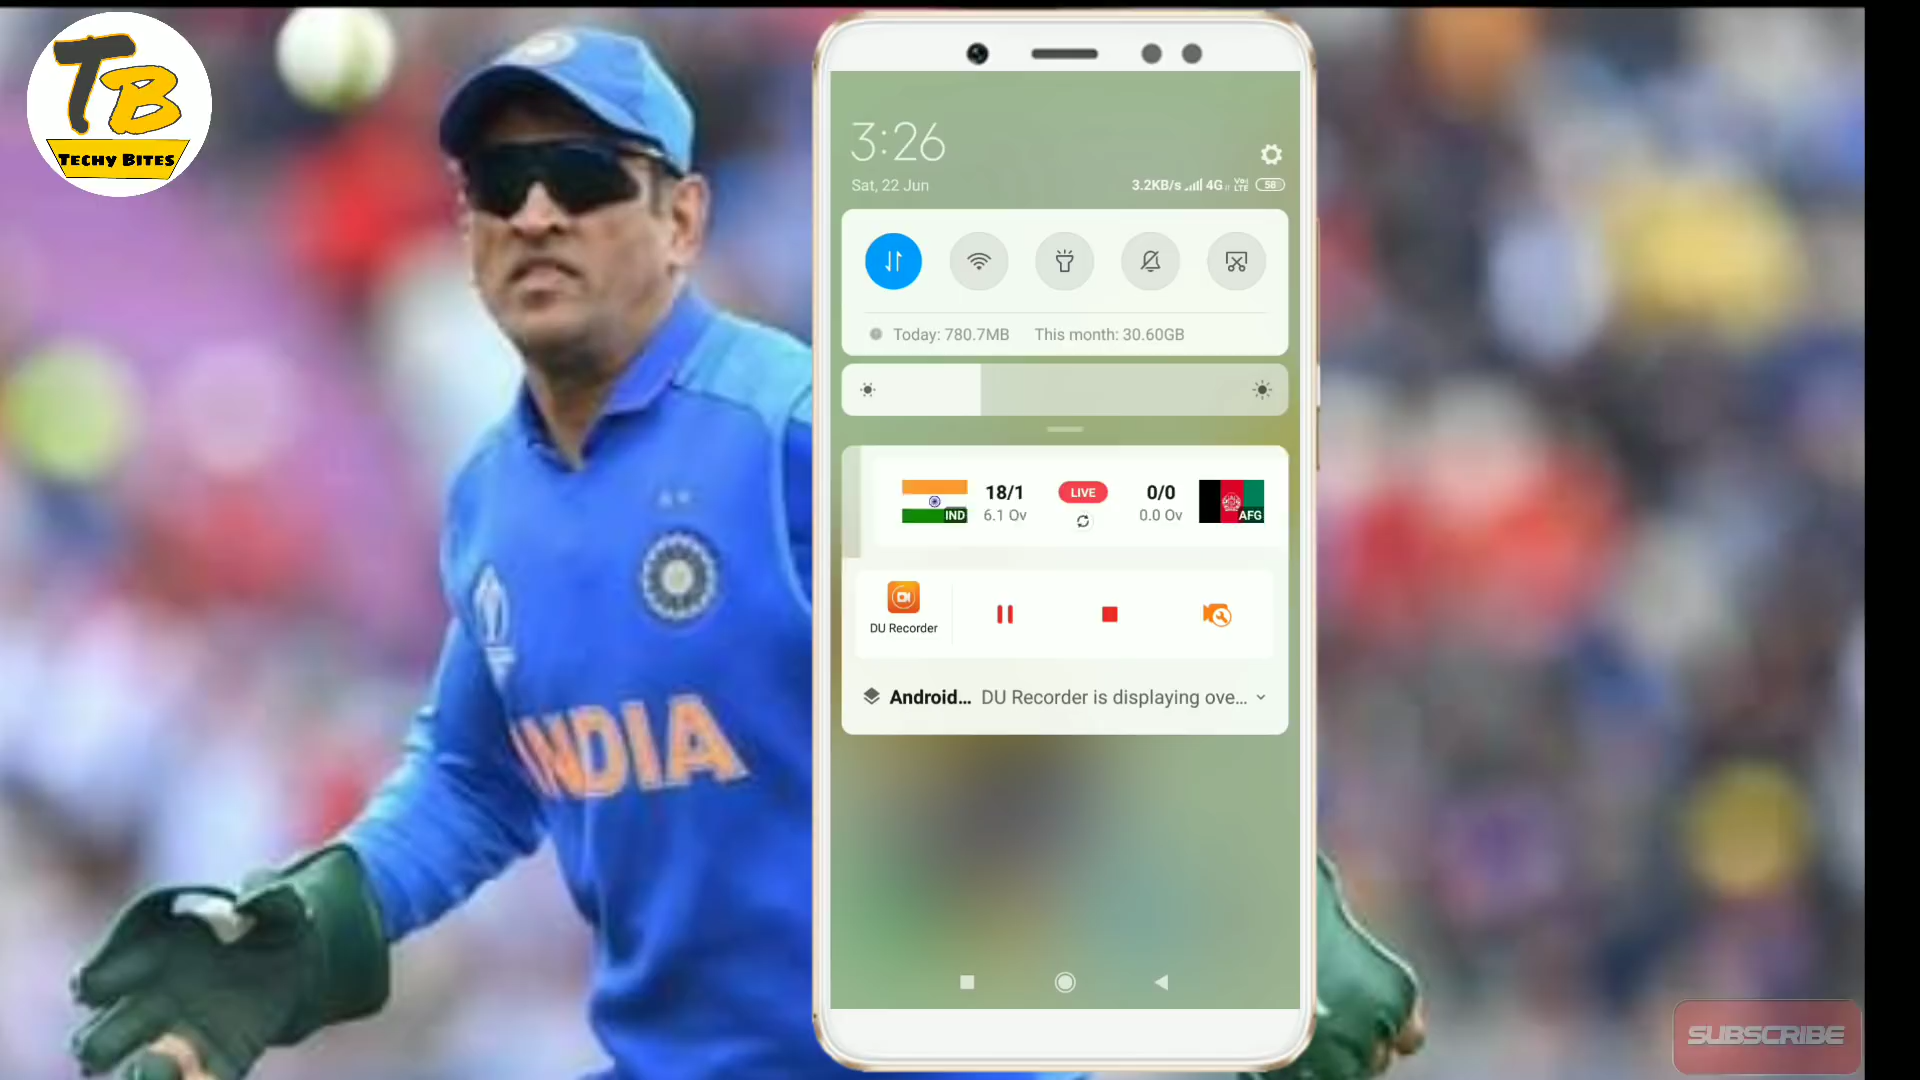 TB
TECHY BITES
3:26
Sat, 22 Jun
3.2KB/s 4G Vo LTE 58
Today: 780.7MB This month: 30.60GB
18/1 LIVE 0/0
IND 6.1 Ov 0.0 Ov AFG
DU Recorder
Android... DU Recorder is displaying ove...
INDIA
SUBSCRIBE